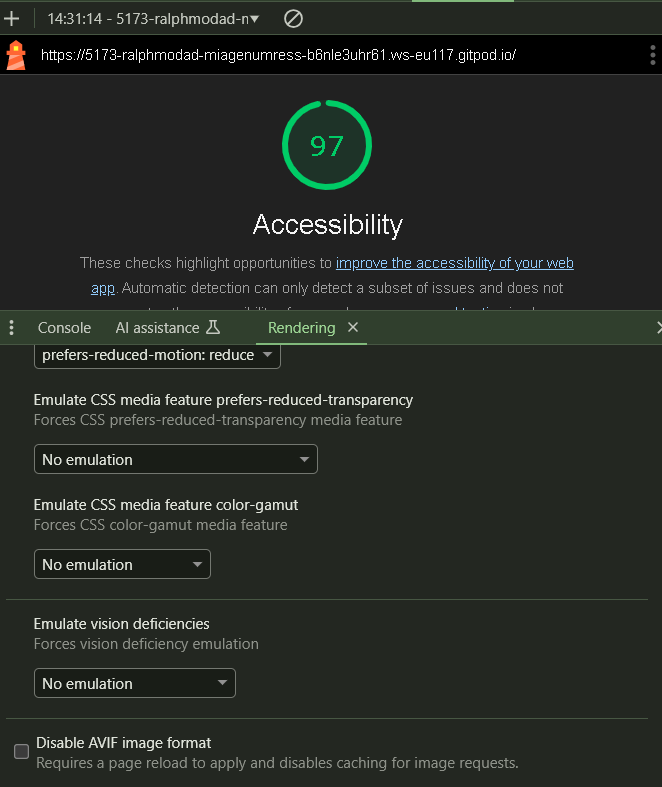 14:31:14 - 5173-ralphmodad-n
https://5173-ralphmodad-miagenumress-b6nle3uhr61.ws-eu117.gitpod.io/
97
Accessibility
These checks highlight opportunities to improve the accessibility of your web
app. Automatic detection can only detect a subset of issues and does not
Console AI assistance Rendering
prefers-reduced-motion: reduce
Emulate CSS media feature prefers-reduced-transparency
Forces CSS prefers-reduced-transparency media feature
No emulation
Emulate CSS media feature color-gamut
Forces CSS color-gamut media feature
No emulation
Emulate vision deficiencies
Forces vision deficiency emulation
No emulation
Disable AVIF image format
Requires a page reload to apply and disables caching for image requests.